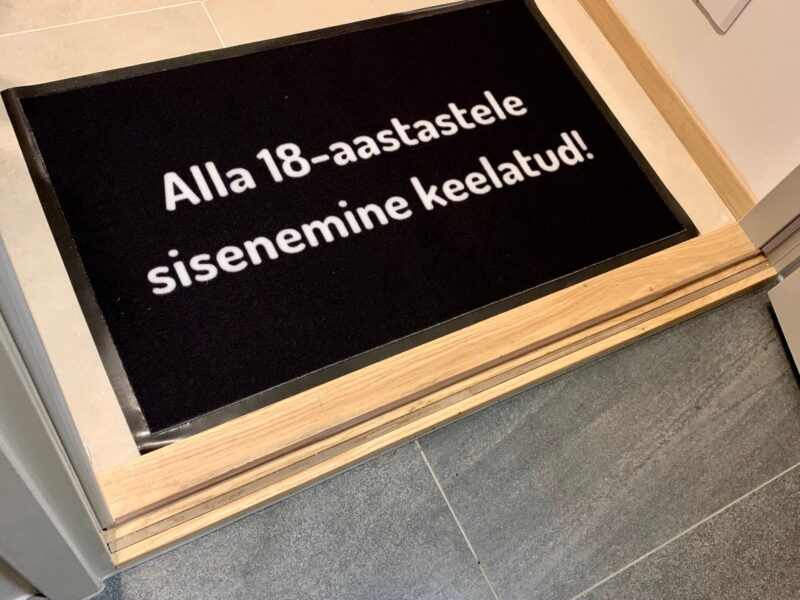 Alla 18-aastastele
sisenemine keelatud!